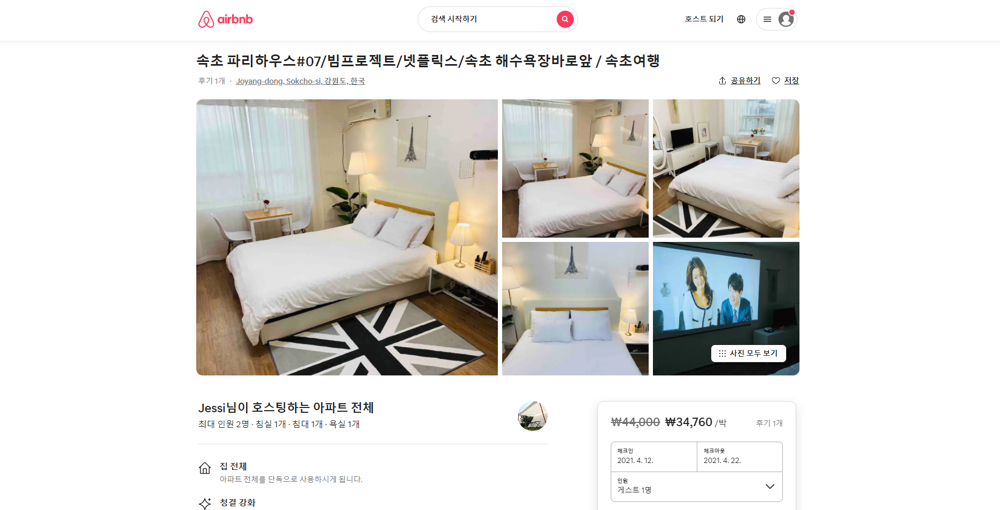 airbnb
검색 시작하기
호스트 되기
속초 파리하우스#07/빔프로젝트/넷플릭스/속초 해수욕장바로앞 / 속초여행
후기 1개 · Joyang-dong, Sokcho-si, 강원도, 한국
공유하기
저장
사진 모두 보기
Jessi님이 호스팅하는 아파트 전체
최대 인원 2명 · 침실 1개 · 침대 1개 · 욕실 1개
집 전체
아파트 전체를 단독으로 사용하시게 됩니다.
청결 강화
₩44,000 ₩34,760 /박
후기 1개
체크인
2021. 4. 12.
체크아웃
2021. 4. 22.
인원
게스트 1명